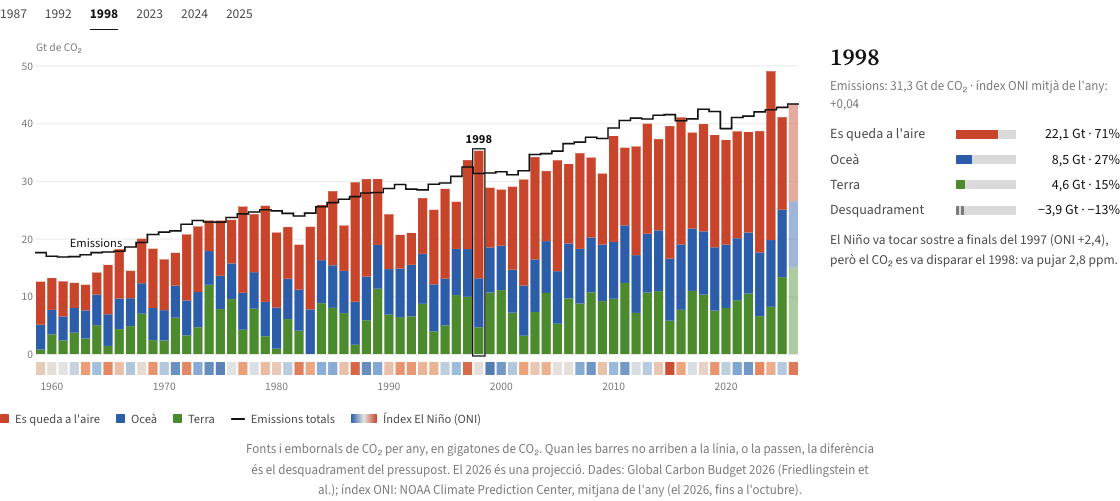 1987 1992 1998 2023 2024 2025
Gt de CO₂
50
40
30
20
10
0
1998
Emissions
1960 1970 1980 1990 2000 2010 2020
1998
Emissions: 31,3 Gt de CO₂ · índex ONI mitjà de l'any:
+0,04
Es queda a l'aire 22,1 Gt · 71%
Oceà 8,5 Gt · 27%
Terra 4,6 Gt · 15%
Desquadrament −3,9 Gt · −13%
El Niño va tocar sostre a finals del 1997 (ONI +2,4),
però el CO₂ es va disparar el 1998: va pujar 2,8 ppm.
Es queda a l'aire Oceà Terra Emissions totals Índex El Niño (ONI)
Fonts i embornals de CO₂ per any, en gigatones de CO₂. Quan les barres no arriben a la línia, o la passen, la diferència
és el desquadrament del pressupost. El 2026 és una projecció. Dades: Global Carbon Budget 2026 (Friedlingstein et
al.); índex ONI: NOAA Climate Prediction Center, mitjana de l'any (el 2026, fins a l'octubre).